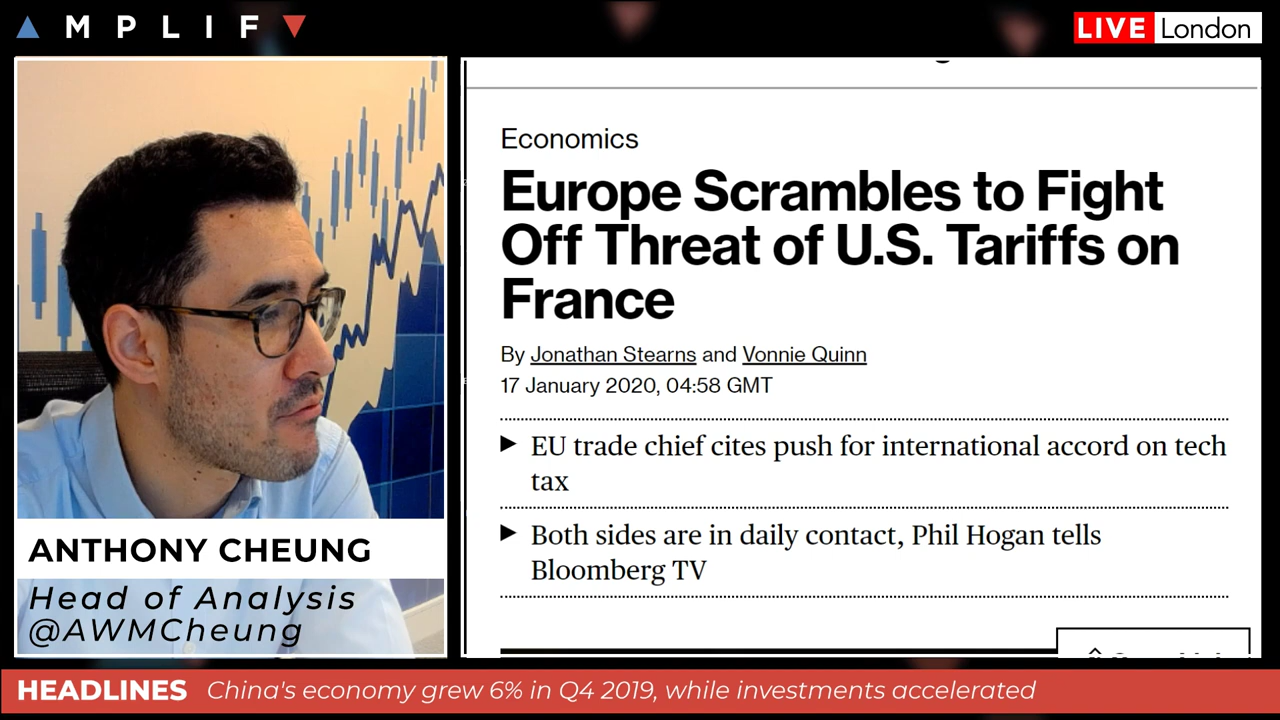 AMPLIFY
LIVE London
Economics
Europe Scrambles to Fight
Off Threat of U.S. Tariffs on
France
By Jonathan Stearns and Vonnie Quinn
17 January 2020, 04:58 GMT
EU trade chief cites push for international accord on tech
tax
Both sides are in daily contact, Phil Hogan tells
Bloomberg TV
ANTHONY CHEUNG
Head of Analysis
@AWMCheung
HEADLINES China's economy grew 6% in Q4 2019, while investments accelerated